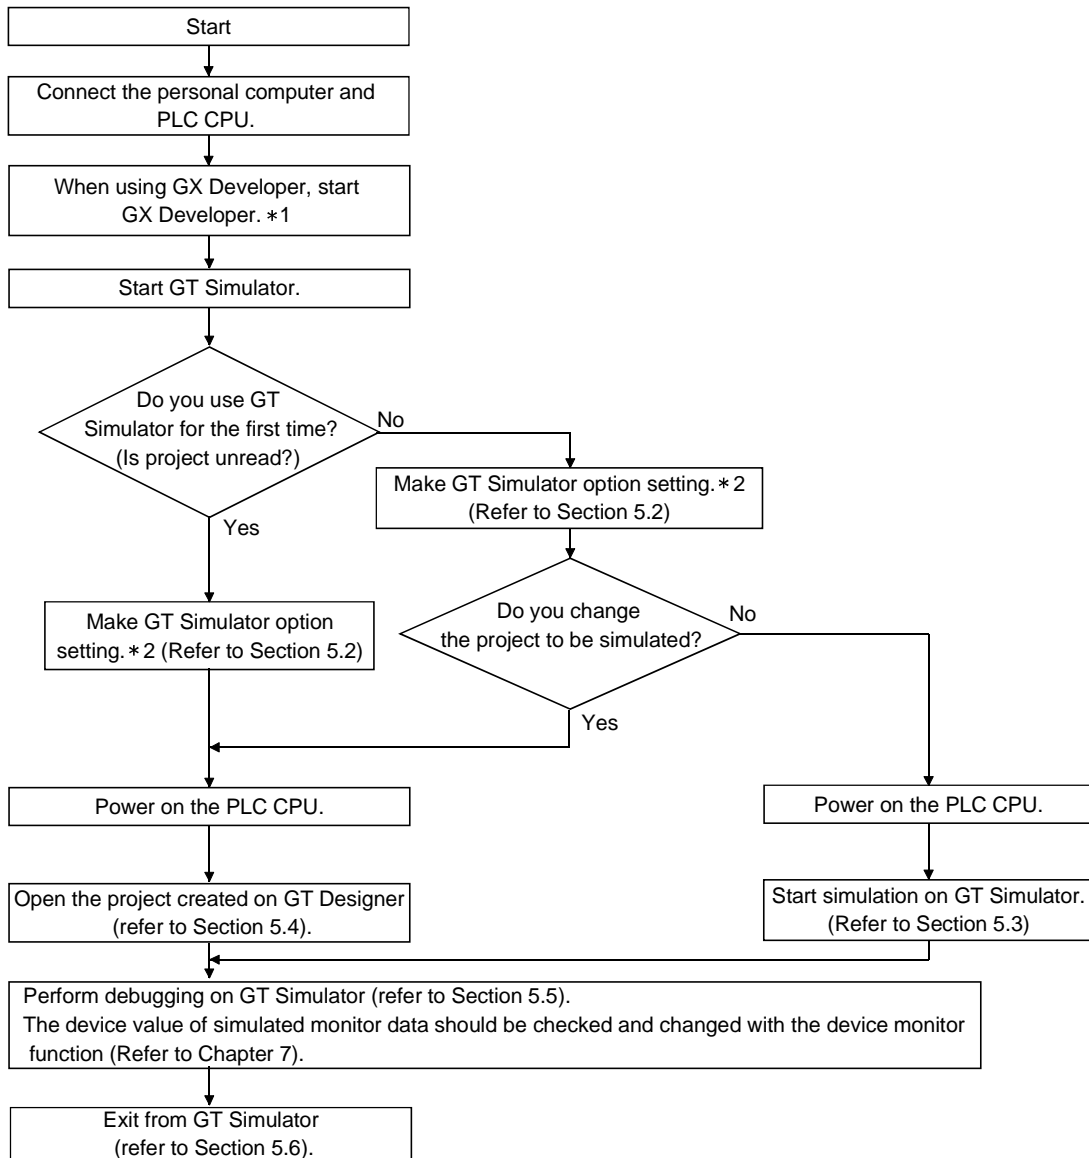 Start
Connect the personal computer and
PLC CPU.
When using GX Developer, start
GX Developer. *1
Start GT Simulator.
Do you use GT
Simulator for the first time?
(Is project unread?)
No
Yes
Make GT Simulator option setting. *2
(Refer to Section 5.2)
Make GT Simulator option
setting. *2 (Refer to Section 5.2)
Do you change
the project to be simulated?
No
Yes
Power on the PLC CPU.
Power on the PLC CPU.
Open the project created on GT Designer
(refer to Section 5.4).
Start simulation on GT Simulator.
(Refer to Section 5.3)
Perform debugging on GT Simulator (refer to Section 5.5).
The device value of simulated monitor data should be checked and changed with the device monitor
function (Refer to Chapter 7).
Exit from GT Simulator
(refer to Section 5.6).